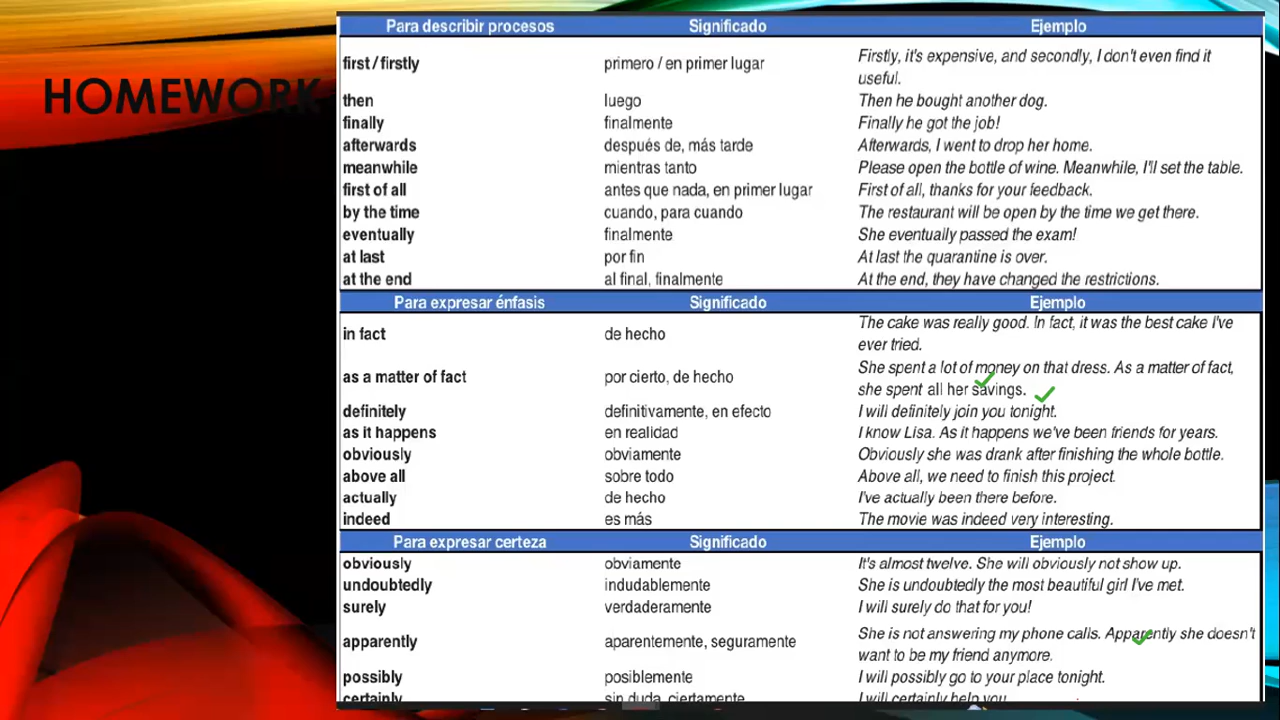 HOMEWORK
Para describir procesos Significado Ejemplo
first / firstly primero / en primer lugar Firstly, it's expensive, and secondly, I don't even find it
useful.
then luego Then he bought another dog.
finally finalmente Finally he got the job!
afterwards después de, más tarde Afterwards, I went to drop her home.
meanwhile mientras tanto Please open the bottle of wine. Meanwhile, I'll set the table.
first of all antes que nada, en primer lugar First of all, thanks for your feedback.
by the time cuando, para cuando The restaurant will be open by the time we get there.
eventually finalmente She eventually passed the exam!
at last por fin At last the quarantine is over.
at the end al final, finalmente At the end, they have changed the restrictions.
Para expresar énfasis Significado Ejemplo
in fact de hecho The cake was really good. In fact, it was the best cake I've
ever tried.
as a matter of fact por cierto, de hecho She spent a lot of money on that dress. As a matter of fact,
she spent all her savings.
definitely definitivamente, en efecto I will definitely join you tonight.
as it happens en realidad I know Lisa. As it happens we've been friends for years.
obviously obviamente Obviously she was drank after finishing the whole bottle.
above all sobre todo Above all, we need to finish this project.
actually de hecho I've actually been there before.
indeed es más The movie was indeed very interesting.
Para expresar certeza Significado Ejemplo
obviously obviamente It's almost twelve. She will obviously not show up.
undoubtedly indudablemente She is undoubtedly the most beautiful girl I've met.
surely verdaderamente I will surely do that for you!
apparently aparentemente, seguramente She is not answering my phone calls. Apparently she doesn't
want to be my friend anymore.
possibly posiblemente I will possibly go to your place tonight.
certainly sin duda, ciertamente I will certainly help you